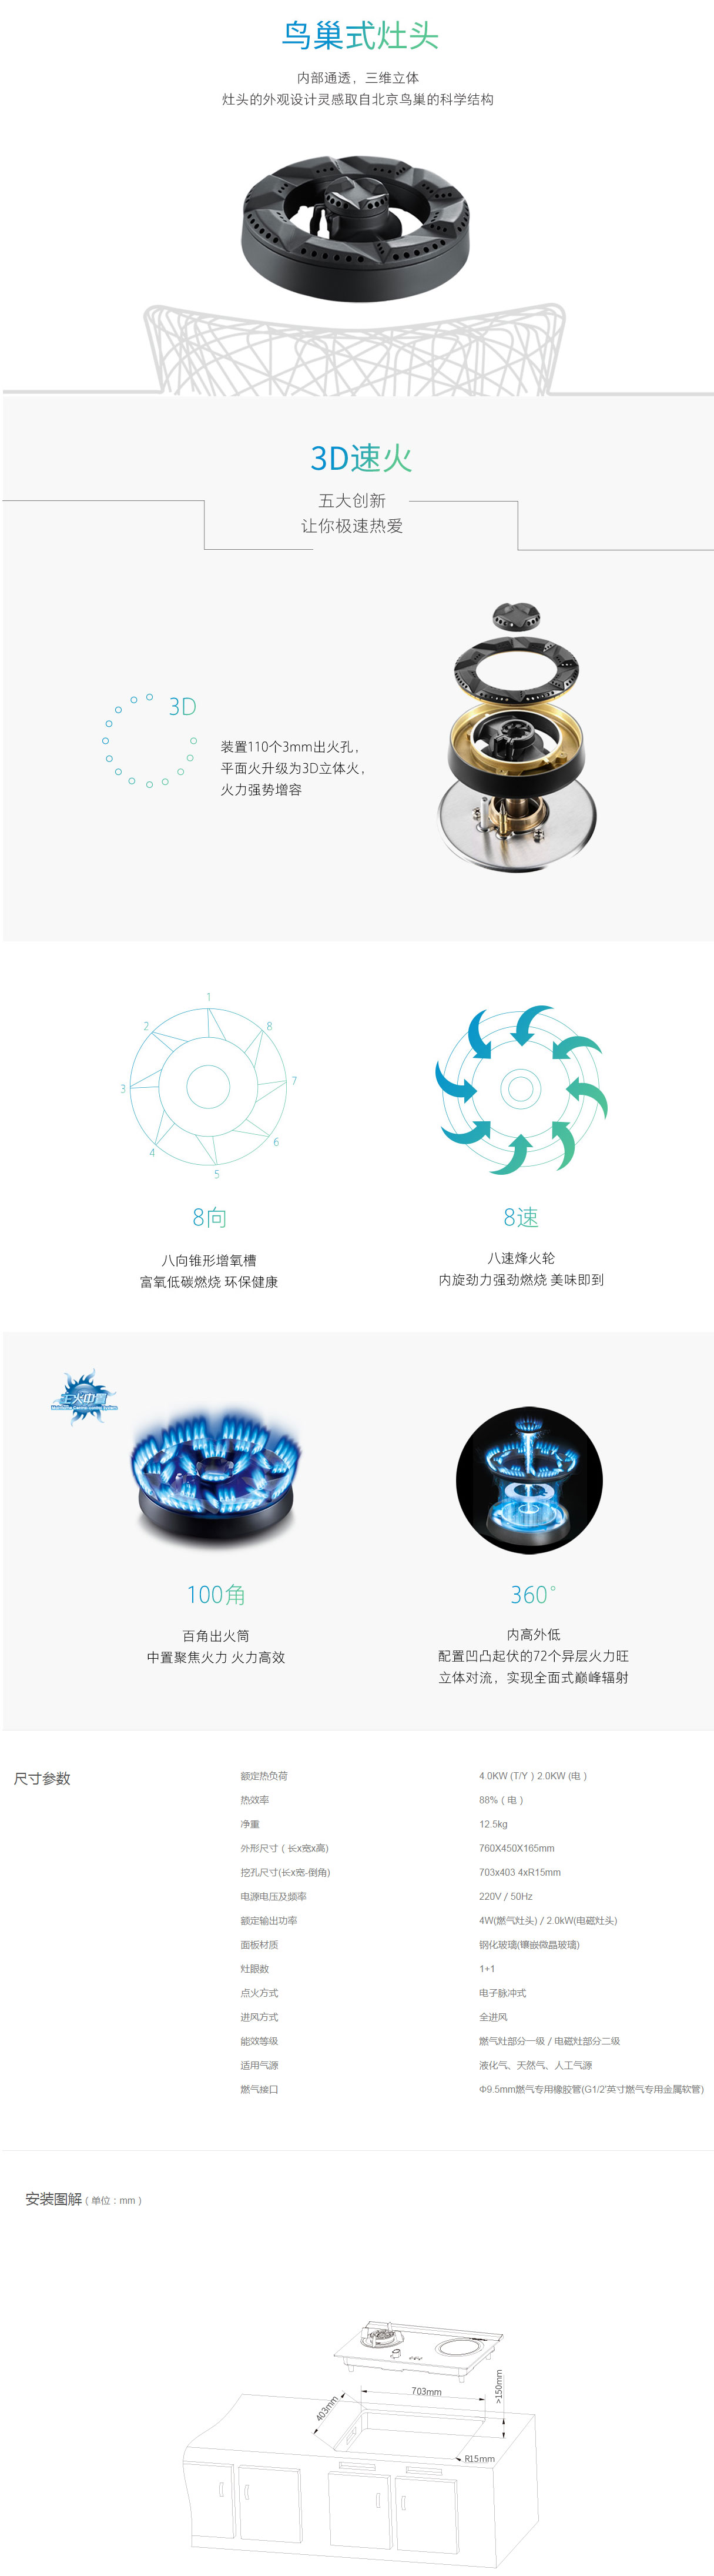 鸟巢式灶头
内部通透，三维立体
灶头的外观设计灵感取自北京鸟巢的科学结构
3D速火
五大创新
让你极速热爱
3D
装置110个3mm出火孔，
平面火升级为3D立体火，
火力强势增容
1
2
8
3
7
4
6
5
8向
八向锥形增氧槽
富氧低碳燃烧 环保健康
8速
八速烽火轮
内旋劲力强劲燃烧 美味即到
主火中置
100角
百角出火筒
中置聚焦火力 火力高效
360°
内高外低
配置凹凸起伏的72个异层火力旺
立体对流，实现全面式巅峰辐射
尺寸参数
额定热负荷 4.0KW (T/Y ) 2.0KW (电 )
热效率 88% ( 电 )
净重 12.5kg
外形尺寸 ( 长x宽x高) 760X450X165mm
挖孔尺寸(长x宽-倒角) 703x403 4xR15mm
电源电压及频率 220V / 50Hz
额定输出功率 4W(燃气灶头) / 2.0kW(电磁灶头)
面板材质 钢化玻璃(镶嵌微晶玻璃)
灶眼数 1+1
点火方式 电子脉冲式
进风方式 全进风
能效等级 燃气灶部分一级 / 电磁灶部分二级
适用气源 液化气、天然气、人工气源
燃气接口 Φ9.5mm燃气专用橡胶管(G1/2'英寸燃气专用金属软管)
安装图解 ( 单位：mm )
703mm
403mm
>150mm
R15mm